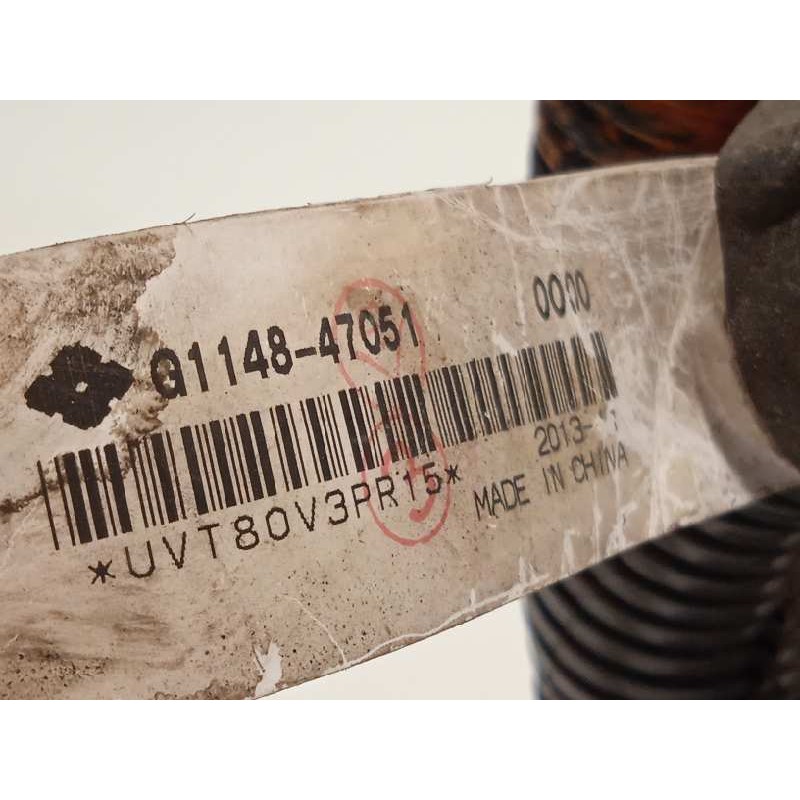 G1148-47051 0000
*UVT80V3PR15*
2013-
MADE IN CHINA